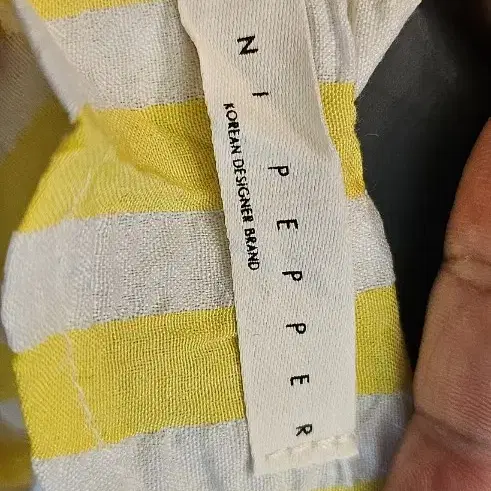 NI PEPPER
KOREAN DESIGNER BRAND